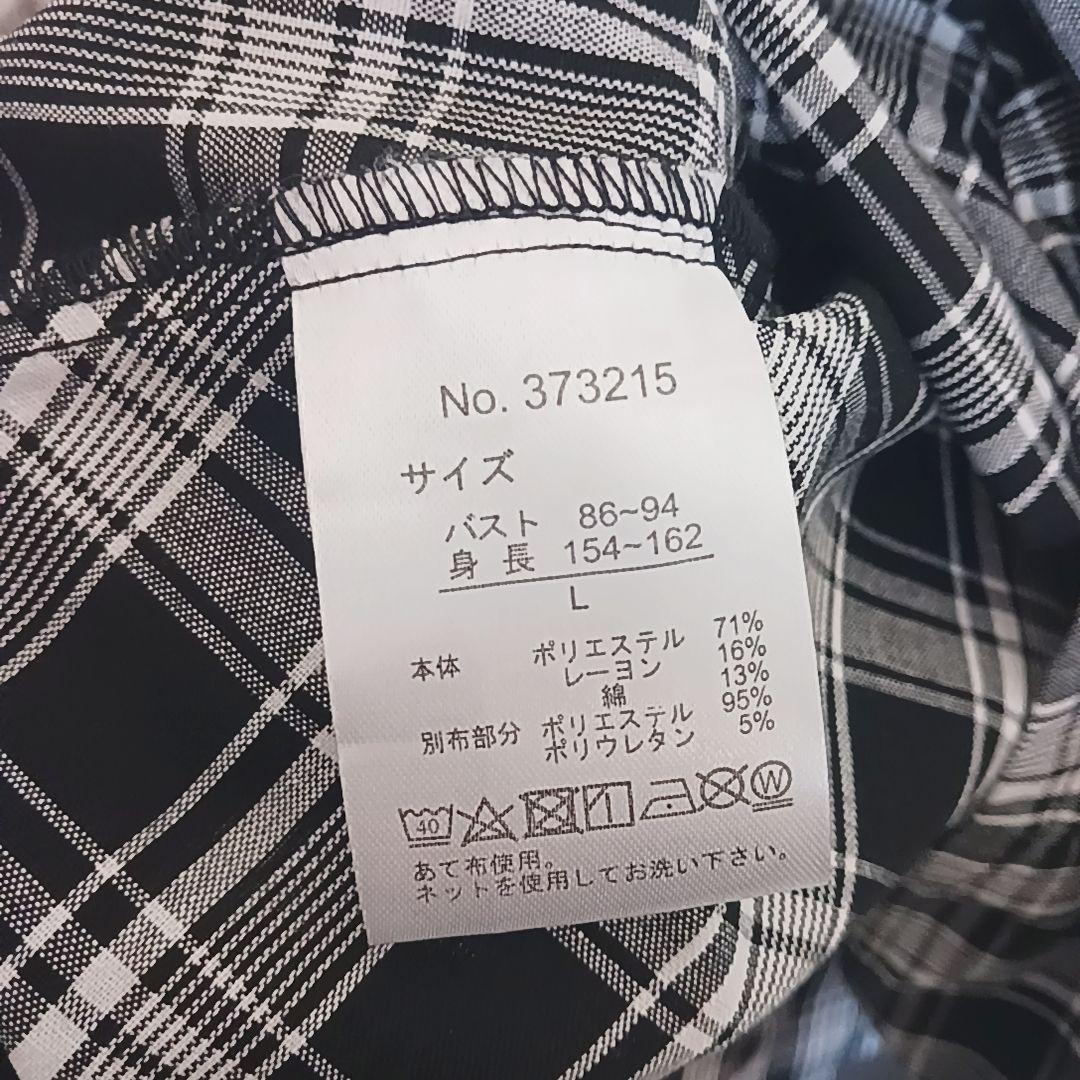 No. 373215
サイズ
バスト 86~94
身長 154~162
L
本体 ポリエステル 71%
レーヨン 16%
綿 13%
別布部分 ポリエステル 95%
ポリウレタン 5%
40 W
あて布使用。
ネットを使用してお洗い下さい。